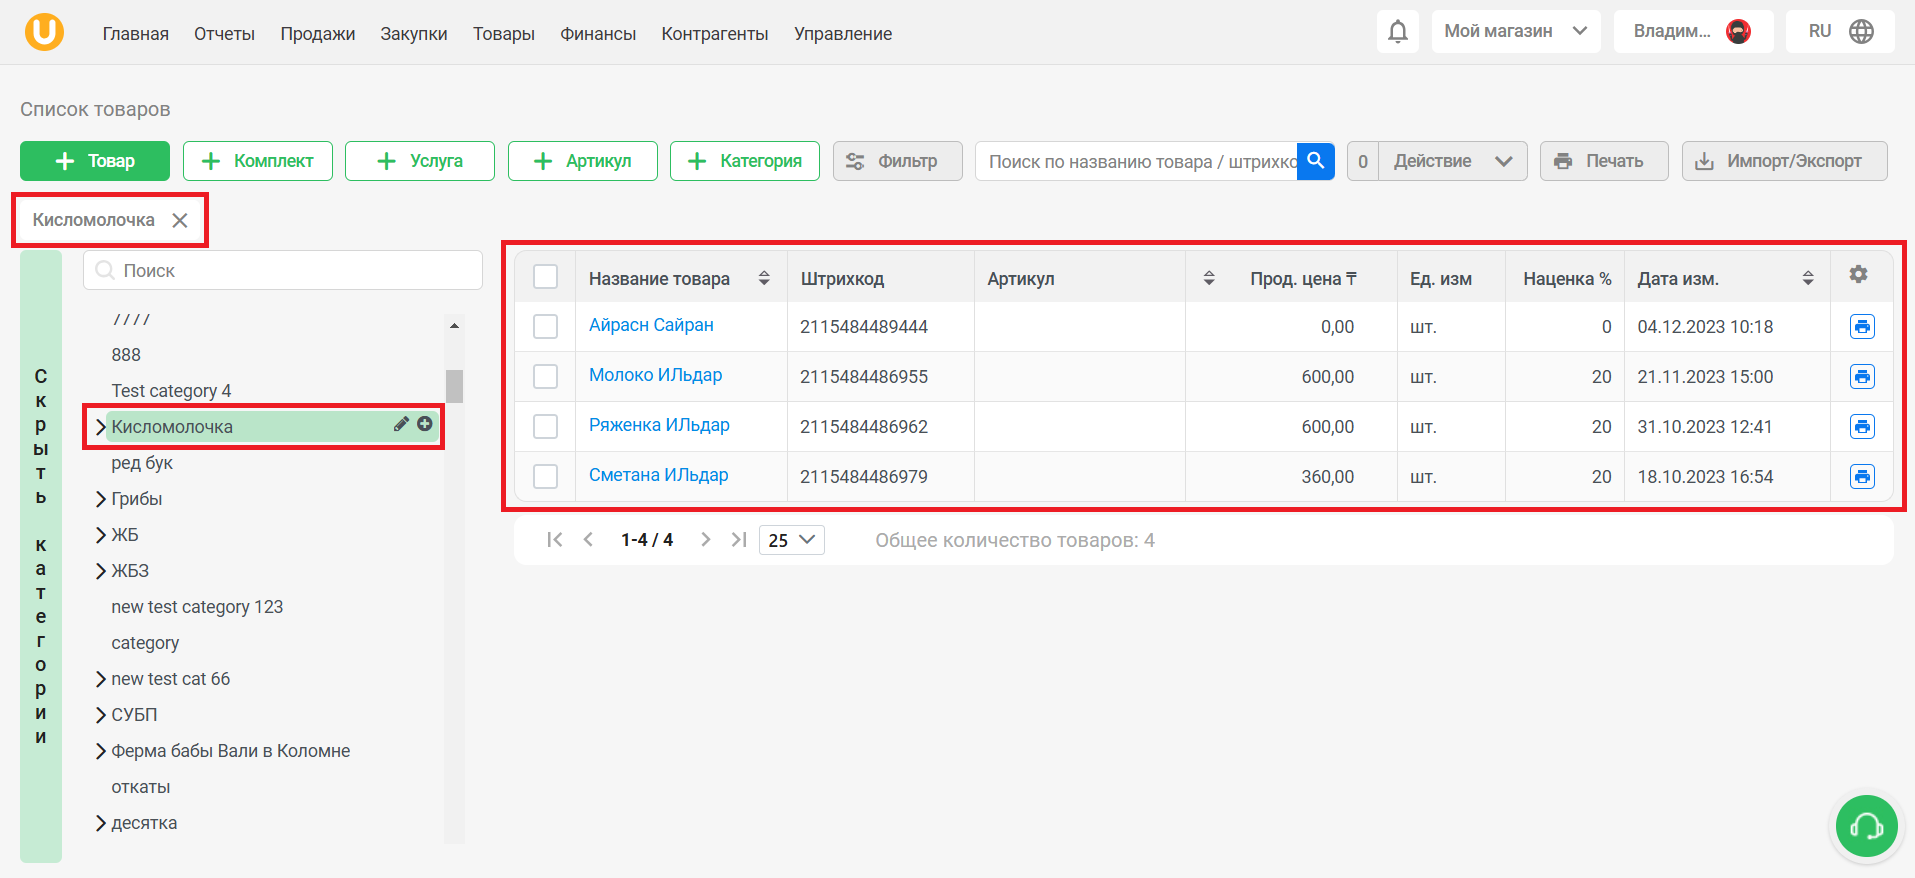 U
Главная Отчеты Продажи Закупки Товары Финансы Контрагенты Управление Мой магазин Владим... RU
Список товаров
Товар Комплект Услуга Артикул Категория Фильтр Поиск по названию товара / штрихко 0 Действие Печать Импорт/Экспорт
Кисломолочка
Скрыть категории
Поиск
////
888
Test category 4
Кисломолочка
ред бук
Грибы
ЖБ
ЖБЗ
new test category 123
category
new test cat 66
СУБП
Ферма бабы Вали в Коломне
откаты
десятка
Название товара Штрихкод Артикул Прод. цена ₸ Ед. изм Наценка % Дата изм.
Айрасн Сайран 2115484489444 0,00 шт. 0 04.12.2023 10:18
Молоко ИЛьдар 2115484486955 600,00 шт. 20 21.11.2023 15:00
Ряженка ИЛьдар 2115484486962 600,00 шт. 20 31.10.2023 12:41
Сметана ИЛьдар 2115484486979 360,00 шт. 20 18.10.2023 16:54
1-4 / 4 25 Общее количество товаров: 4